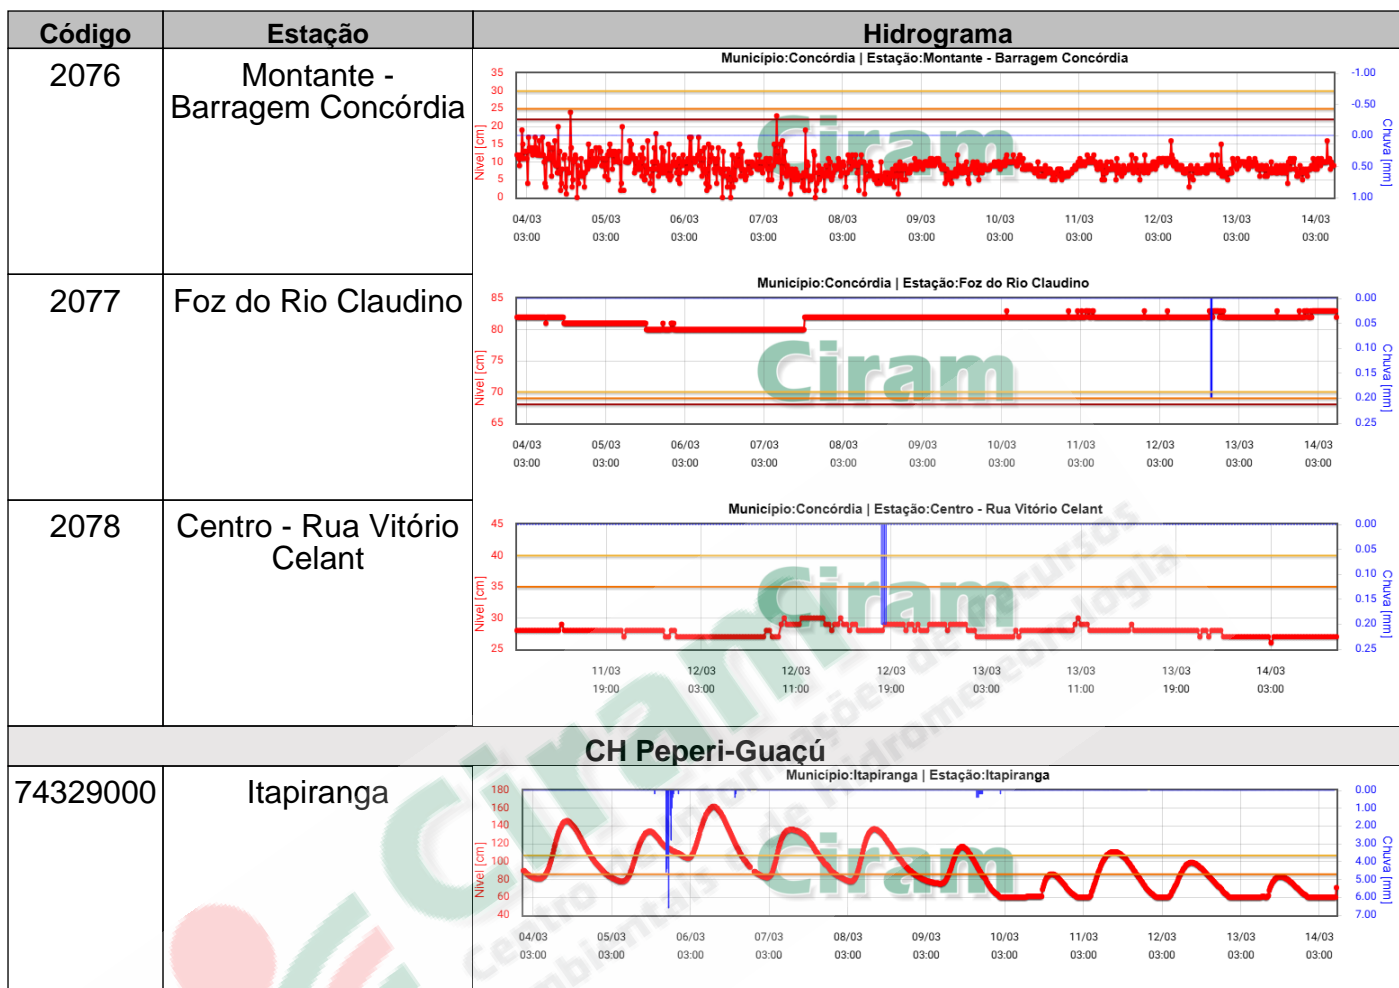 Código Estação Hidrograma
2076 Montante -
Barragem Concórdia
Município:Concórdia | Estação:Montante - Barragem Concórdia
35 30 25 20 15 10 5 0
Nível [cm]
-1.00 -0.50 0.00 0.50 1.00
Chuva [mm]
04/03 05/03 06/03 07/03 08/03 09/03 10/03 11/03 12/03 13/03 14/03
03:00 03:00 03:00 03:00 03:00 03:00 03:00 03:00 03:00 03:00 03:00
Ciram
2077 Foz do Rio Claudino
Município:Concórdia | Estação:Foz do Rio Claudino
85 80 75 70 65
Nível [cm]
0.00 0.05 0.10 0.15 0.20 0.25
Chuva [mm]
04/03 05/03 06/03 07/03 08/03 09/03 10/03 11/03 12/03 13/03 14/03
03:00 03:00 03:00 03:00 03:00 03:00 03:00 03:00 03:00 03:00 03:00
Ciram
2078 Centro - Rua Vitório
Celant
Município:Concórdia | Estação:Centro - Rua Vitório Celant
45 40 35 30 25
Nível [cm]
0.00 0.05 0.10 0.15 0.20 0.25
Chuva [mm]
11/03 12/03 12/03 12/03 13/03 13/03 13/03 14/03
19:00 03:00 11:00 19:00 03:00 11:00 19:00 03:00
Ciram
CH Peperi-Guaçú
74329000 Itapiranga
Município:Itapiranga | Estação:Itapiranga
180 160 140 120 100 80 60 40
Nível [cm]
0.00 1.00 2.00 3.00 4.00 5.00 6.00 7.00
Chuva [mm]
04/03 05/03 06/03 07/03 08/03 09/03 10/03 11/03 12/03 13/03 14/03
03:00 03:00 03:00 03:00 03:00 03:00 03:00 03:00 03:00 03:00 03:00
Ciram
Ciram
Centro de Informações de Recursos
Ambientais de Hidrometeorologia